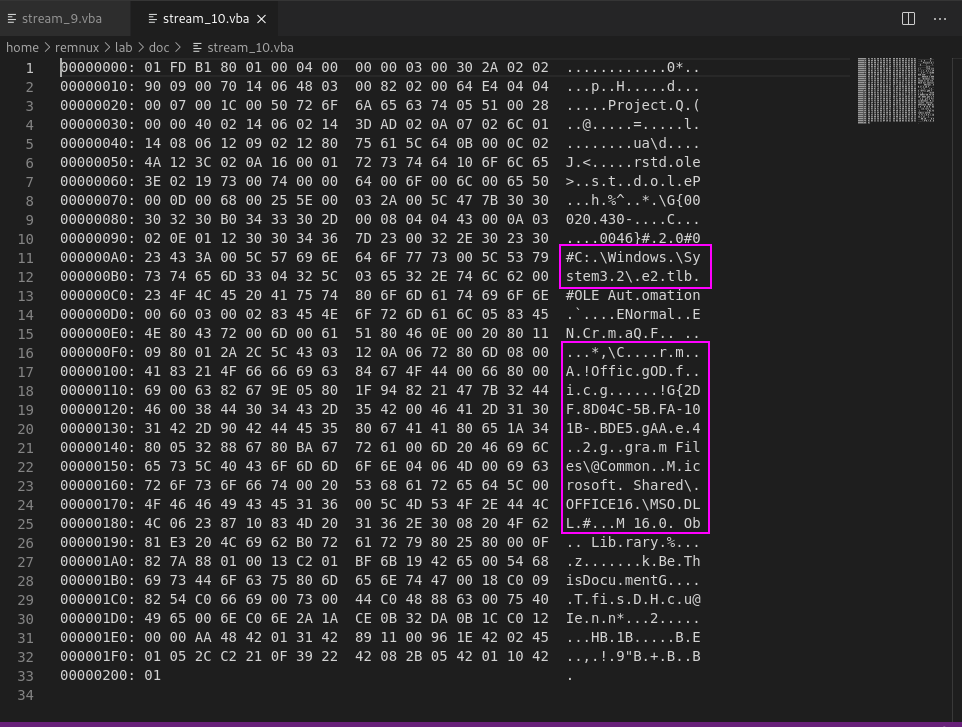 stream_9.vba
stream_10.vba
home > remnux > lab > doc > stream_10.vba
1 00000000: 01 FD B1 80 01 00 04 00 00 00 03 00 30 2A 02 02 ............0*..
2 00000010: 90 09 00 70 14 06 48 03 00 82 02 00 64 E4 04 04 ...p..H.....d...
3 00000020: 00 07 00 1C 00 50 72 6F 6A 65 63 74 05 51 00 28 .....Project.Q.(
4 00000030: 00 00 40 02 14 06 02 14 3D AD 02 0A 07 02 6C 01 ..@.....=.....l.
5 00000040: 14 08 06 12 09 02 12 80 75 61 5C 64 0B 00 0C 02 ........ua\d....
6 00000050: 4A 12 3C 02 0A 16 00 01 72 73 74 64 10 6F 6C 65 J.<.....rstd.ole
7 00000060: 3E 02 19 73 00 74 00 00 64 00 6F 00 6C 00 65 50 >..s.t..d.o.l.eP
8 00000070: 00 0D 00 68 00 25 5E 00 03 2A 00 5C 47 7B 30 30 ...h.%^..*.\G{00
9 00000080: 30 32 30 B0 34 33 30 2D 00 08 04 04 43 00 0A 03 020.430-....C...
10 00000090: 02 0E 01 12 30 30 34 36 7D 23 00 32 2E 30 23 30 ....0046}#.2.0#0
11 000000A0: 23 43 3A 00 5C 57 69 6E 64 6F 77 73 00 5C 53 79 #C:.\Windows.\Sy
12 000000B0: 73 74 65 6D 33 04 32 5C 03 65 32 2E 74 6C 62 00 stem3.2\.e2.tlb.
13 000000C0: 23 4F 4C 45 20 41 75 74 80 6F 6D 61 74 69 6F 6E #OLE Aut.omation
14 000000D0: 00 60 03 00 02 83 45 4E 6F 72 6D 61 6C 05 83 45 .`....ENormal..E
15 000000E0: 4E 80 43 72 00 6D 00 61 51 80 46 0E 00 20 80 11 N.Cr.m.aQ.F.. ..
16 000000F0: 09 80 01 2A 2C 5C 43 03 12 0A 06 72 80 6D 08 00 ...*,\C....r.m..
17 00000100: 41 83 21 4F 66 66 69 63 84 67 4F 44 00 66 80 00 A.!Offic.gOD.f..
18 00000110: 69 00 63 82 67 9E 05 80 1F 94 82 21 47 7B 32 44 i.c.g......!G{2D
19 00000120: 46 00 38 44 30 34 43 2D 35 42 00 46 41 2D 31 30 F.8D04C-5B.FA-10
20 00000130: 31 42 2D 90 42 44 45 35 80 67 41 41 80 65 1A 34 1B-.BDE5.gAA.e.4
21 00000140: 80 05 32 88 67 80 BA 67 72 61 00 6D 20 46 69 6C ..2.g..gra.m Fil
22 00000150: 65 73 5C 40 43 6F 6D 6D 6F 6E 04 06 4D 00 69 63 es\@Common..M.ic
23 00000160: 72 6F 73 6F 66 74 00 20 53 68 61 72 65 64 5C 00 rosoft. Shared\.
24 00000170: 4F 46 46 49 43 45 31 36 00 5C 4D 53 4F 2E 44 4C OFFICE16.\MSO.DL
25 00000180: 4C 06 23 87 10 83 4D 20 31 36 2E 30 08 20 4F 62 L.#...M 16.0. Ob
26 00000190: 81 E3 20 4C 69 62 B0 72 61 72 79 80 25 80 00 0F .. Lib.rary.%...
27 000001A0: 82 7A 88 01 00 13 C2 01 BF 6B 19 42 65 00 54 68 .z.......k.Be.Th
28 000001B0: 69 73 44 6F 63 75 80 6D 65 6E 74 47 00 18 C0 09 isDocu.mentG....
29 000001C0: 82 54 C0 66 69 00 73 00 44 C0 48 88 63 00 75 40 .T.fi.s.D.H.c.u@
30 000001D0: 49 65 00 6E C0 6E 2A 1A CE 0B 32 DA 0B 1C C0 12 Ie.n.n*...2.....
31 000001E0: 00 00 AA 48 42 01 31 42 89 11 00 96 1E 42 02 45 ...HB.1B.....B.E
32 000001F0: 01 05 2C C2 21 0F 39 22 42 08 2B 05 42 01 10 42 ..,.!.9"B.+.B..B
33 00000200: 01 .
34